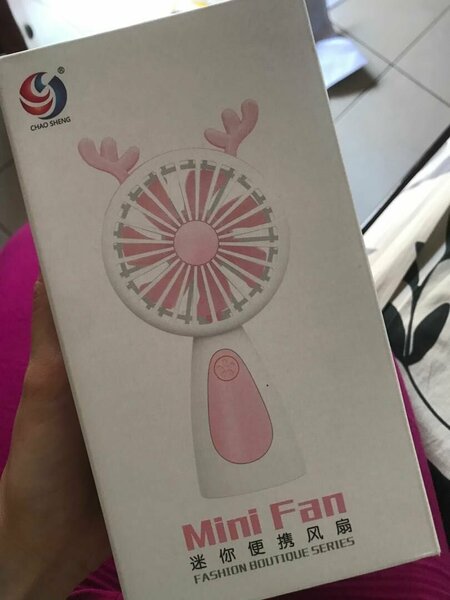 ®
CHAO SHENG
Mini Fan
迷你便携风扇
FASHION BOUTIQUE SERIES